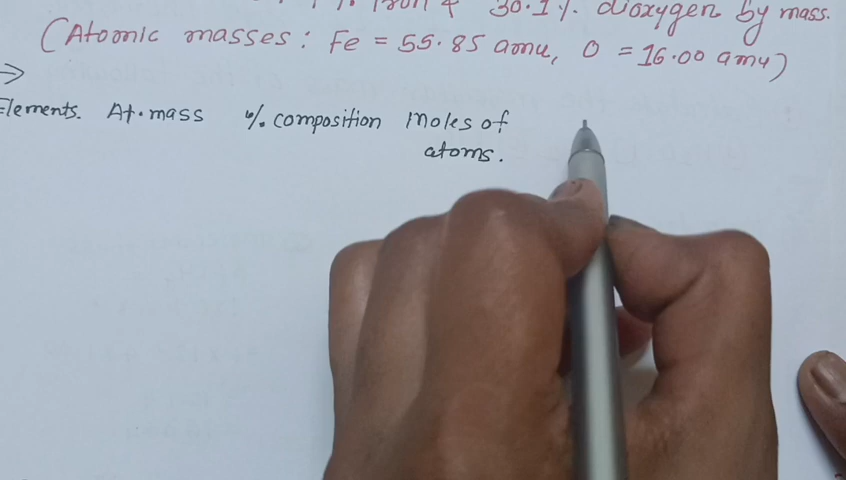 30.1% dioxygen by mass.
(Atomic masses: Fe = 55.85 amu, O = 16.00 amu)
⇒
Elements. At. mass % composition moles of
atoms.